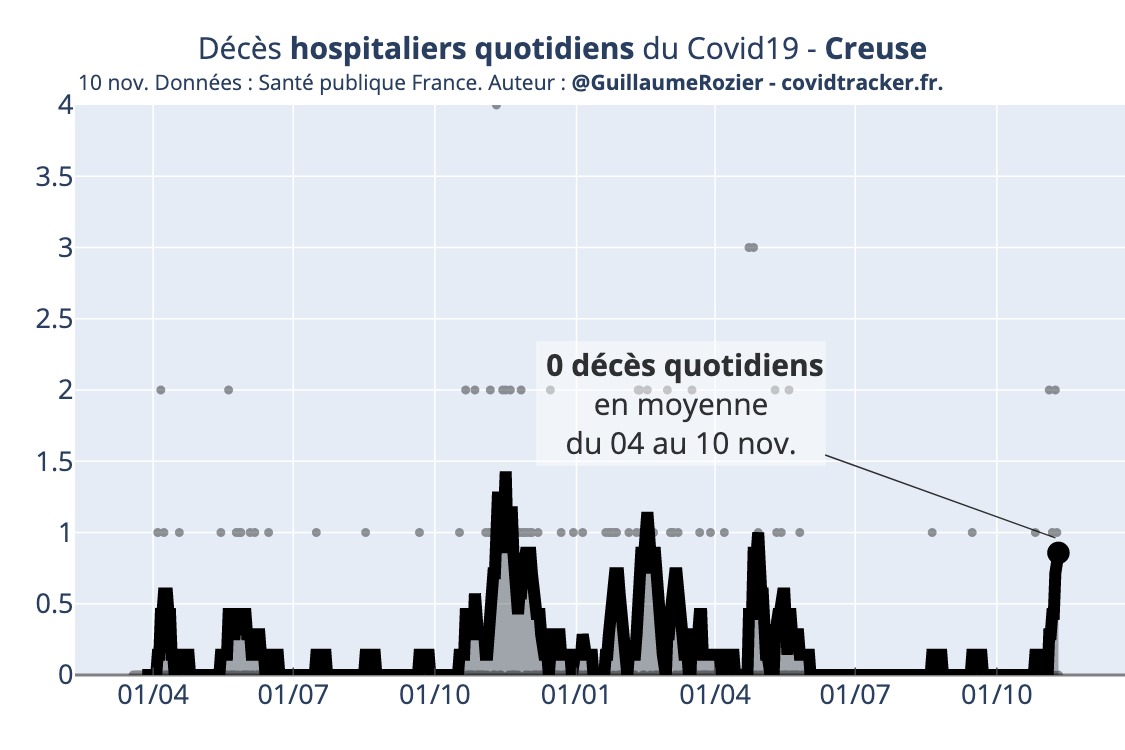 Décès hospitaliers quotidiens du Covid19 - Creuse
10 nov. Données : Santé publique France. Auteur : @GuillaumeRozier - covidtracker.fr.
4
3.5
3
2.5
2
1.5
1
0.5
0
0 décès quotidiens
en moyenne
du 04 au 10 nov.
01/04 01/07 01/10 01/01 01/04 01/07 01/10